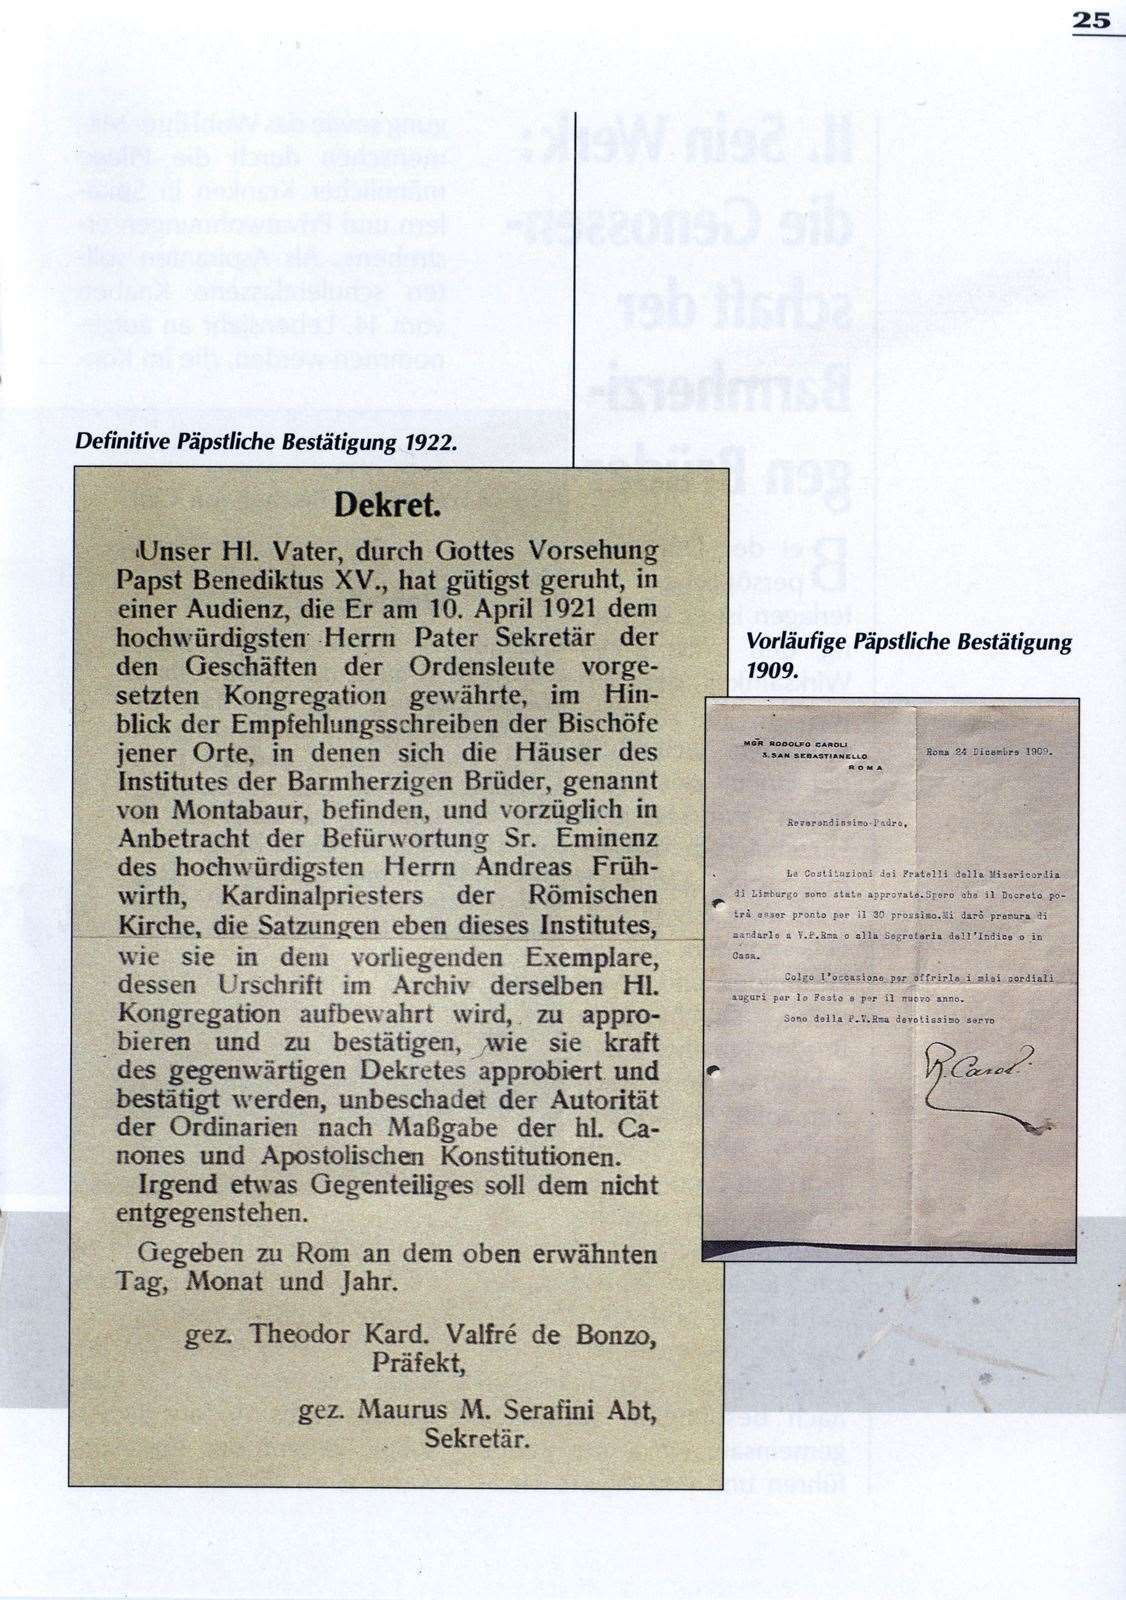 25
Definitive Päpstliche Bestätigung 1922.
Dekret.
Unser Hl. Vater, durch Gottes Vorsehung
Papst Benediktus XV., hat gütigst geruht, in
einer Audienz, die Er am 10. April 1921 dem
hochwürdigsten Herrn Pater Sekretär der
den Geschäften der Ordensleute vorge-
setzten Kongregation gewährte, im Hin-
blick der Empfehlungsschreiben der Bischöfe
jener Orte, in denen sich die Häuser des
Institutes der Barmherzigen Brüder, genannt
von Montabaur, befinden, und vorzüglich in
Anbetracht der Befürwortung Sr. Eminenz
des hochwürdigsten Herrn Andreas Früh-
wirth, Kardinalpriesters der Römischen
Kirche, die Satzungen eben dieses Institutes,
wie sie in dem vorliegenden Exemplare,
dessen Urschrift im Archiv derselben Hl.
Kongregation aufbewahrt wird, zu appro-
bieren und zu bestätigen, wie sie kraft
des gegenwärtigen Dekretes approbiert und
bestätigt werden, unbeschadet der Autorität
der Ordinarien nach Maßgabe der hl. Ca-
nones und Apostolischen Konstitutionen.
Irgend etwas Gegenteiliges soll dem nicht
entgegenstehen.
Gegeben zu Rom an dem oben erwähnten
Tag, Monat und Jahr.
gez. Theodor Kard. Valfré de Bonzo,
Präfekt,
gez. Maurus M. Serafini Abt,
Sekretär.
Vorläufige Päpstliche Bestätigung
1909.
MGR RODOLFO CAROLI
3. SAN SEBASTIANELLO
ROMA
Roma 24 Dicembre 1909.
Reverendissimo Padre,
Le Costituzioni dei Fratelli della Misericordia
di Limburgo sono state approvate.Spero che il Decreto po-
trà esser pronto per il 30 prossimo.Mi darò premura di
mandarlo a V.P.Rma o alla Segreteria dell'Indice o in
Casa.
Colgo l'occasione per offrirle i miei cordiali
auguri per le Feste e per il nuovo anno.
Sono della P.V.Rma devotissimo servo
R. Caroli